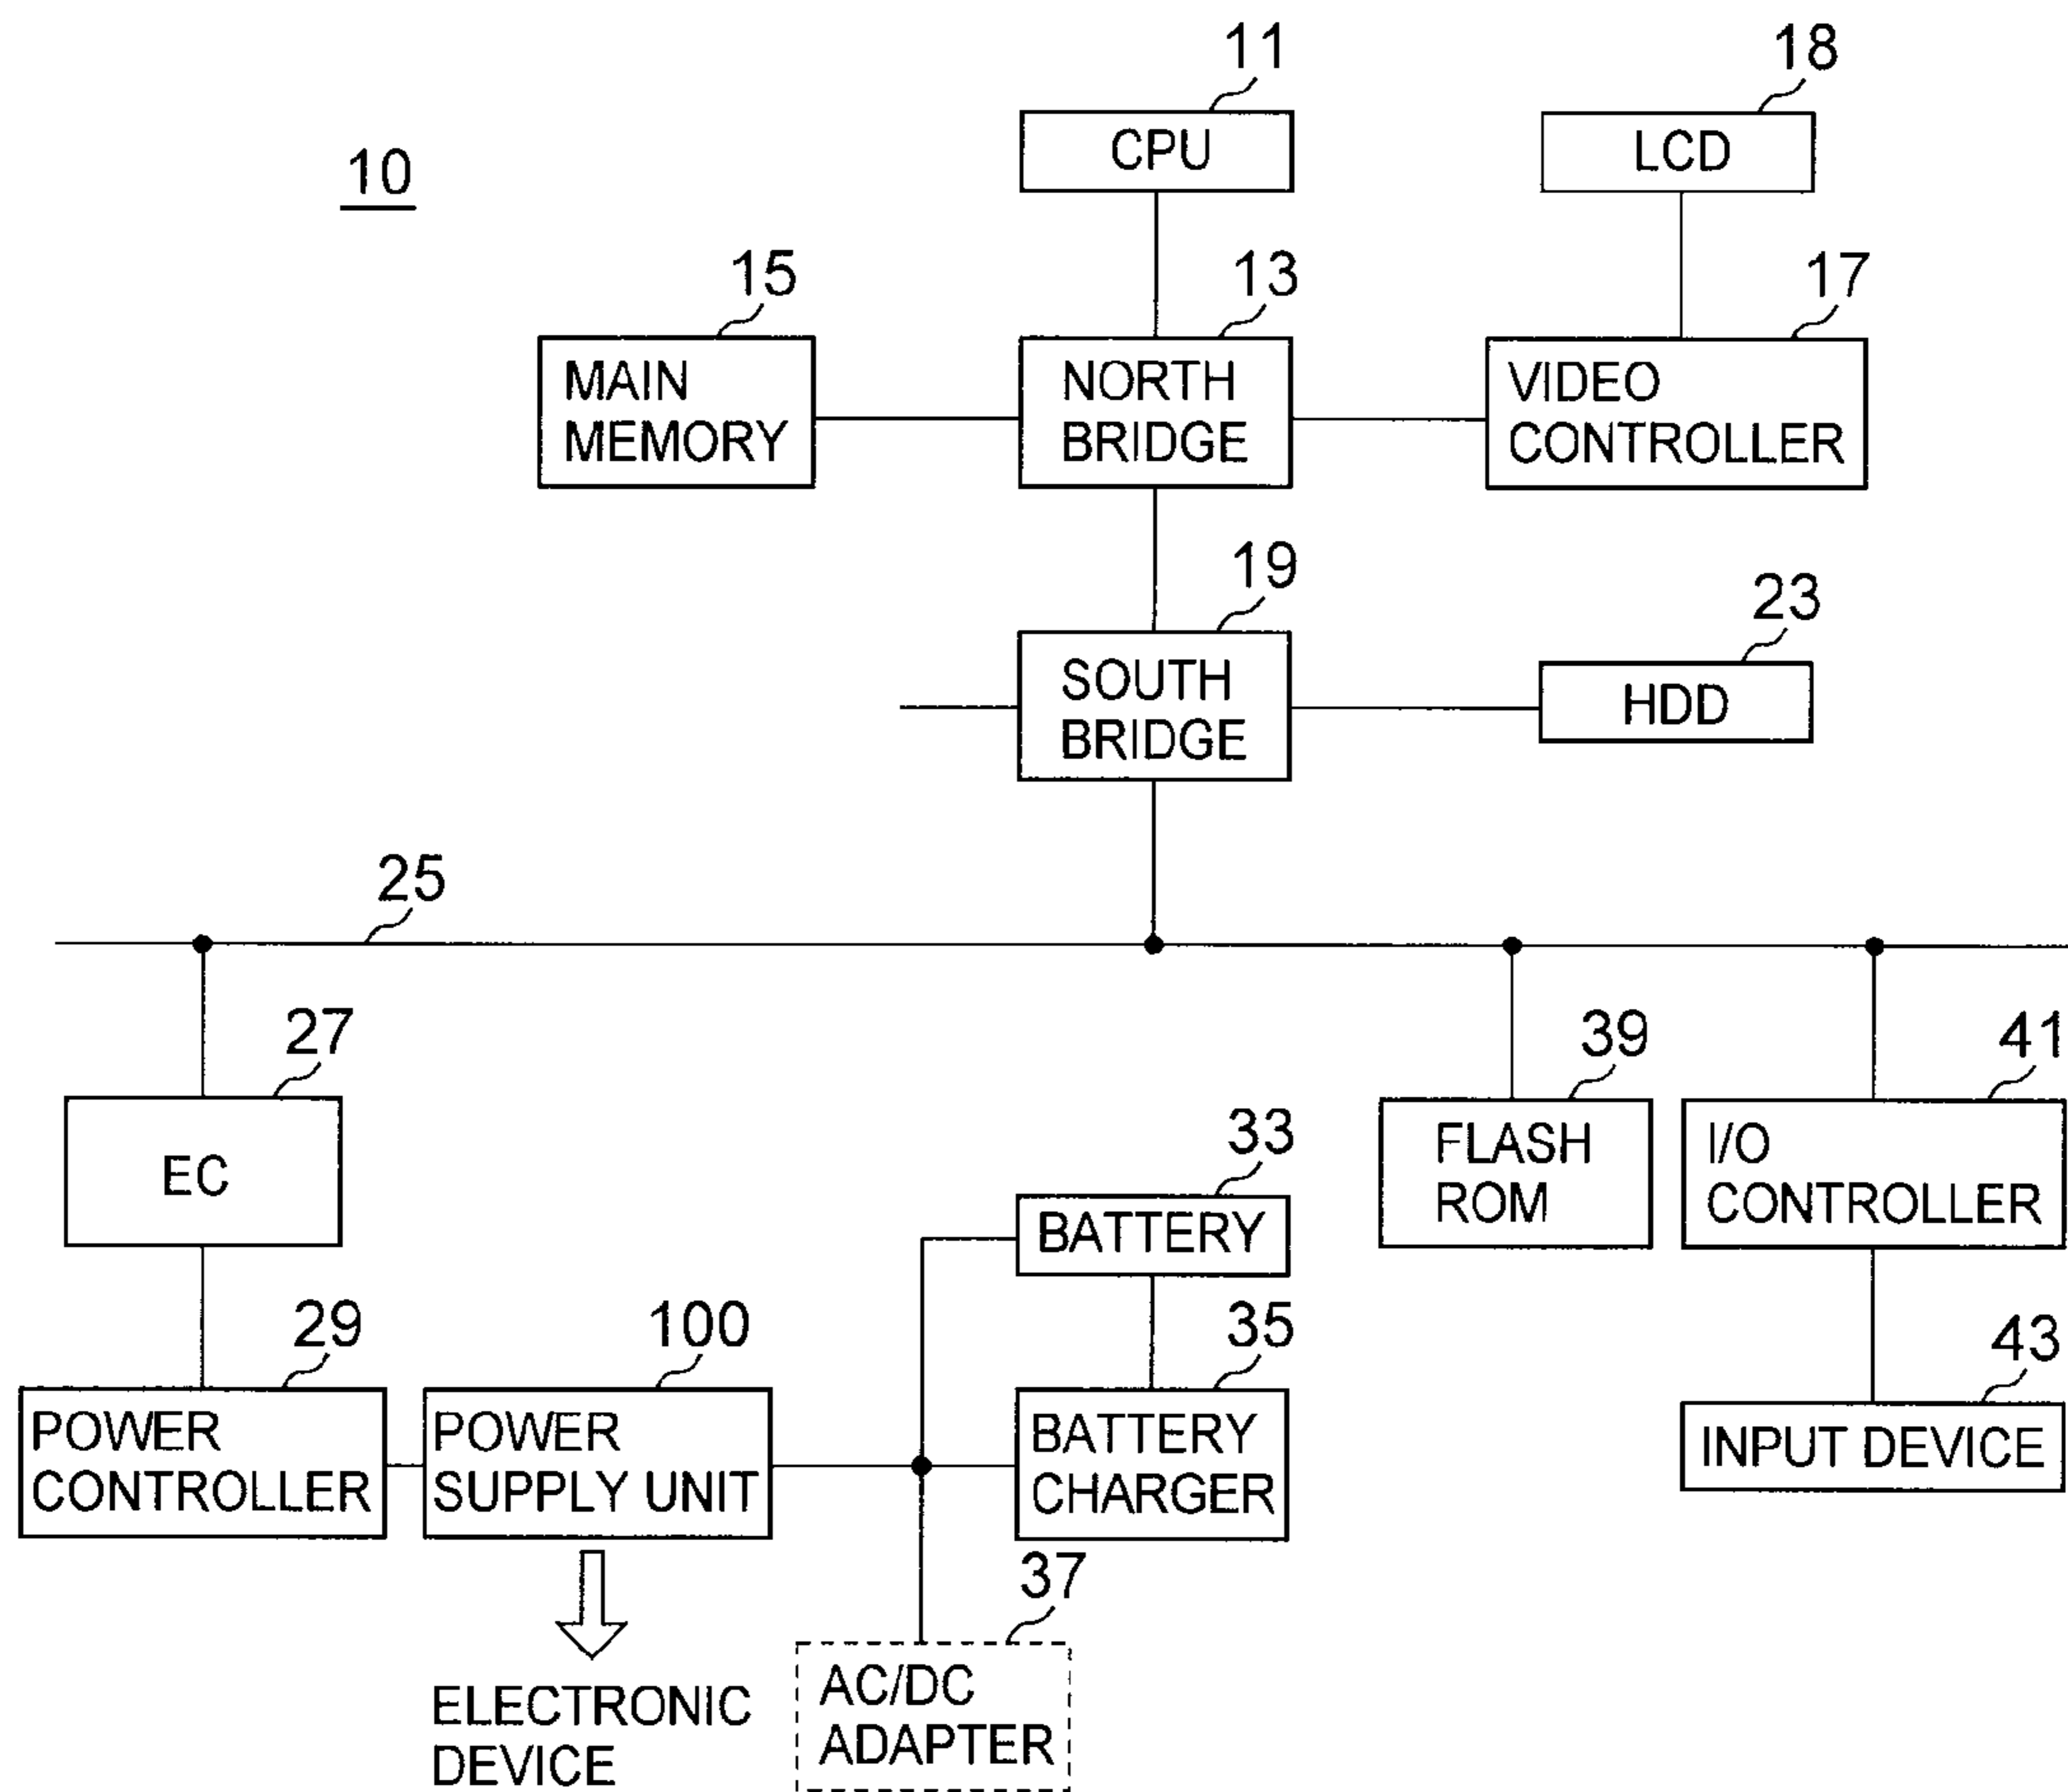 11
18
CPU
LCD
10
15
13
17
MAIN
MEMORY
NORTH
BRIDGE
VIDEO
CONTROLLER
19
23
SOUTH
BRIDGE
HDD
25
27
39
41
EC
33
FLASH
ROM
I/O
CONTROLLER
BATTERY
29
100
35
43
POWER
CONTROLLER
POWER
SUPPLY UNIT
BATTERY
CHARGER
INPUT DEVICE
37
ELECTRONIC
DEVICE
AC/DC
ADAPTER